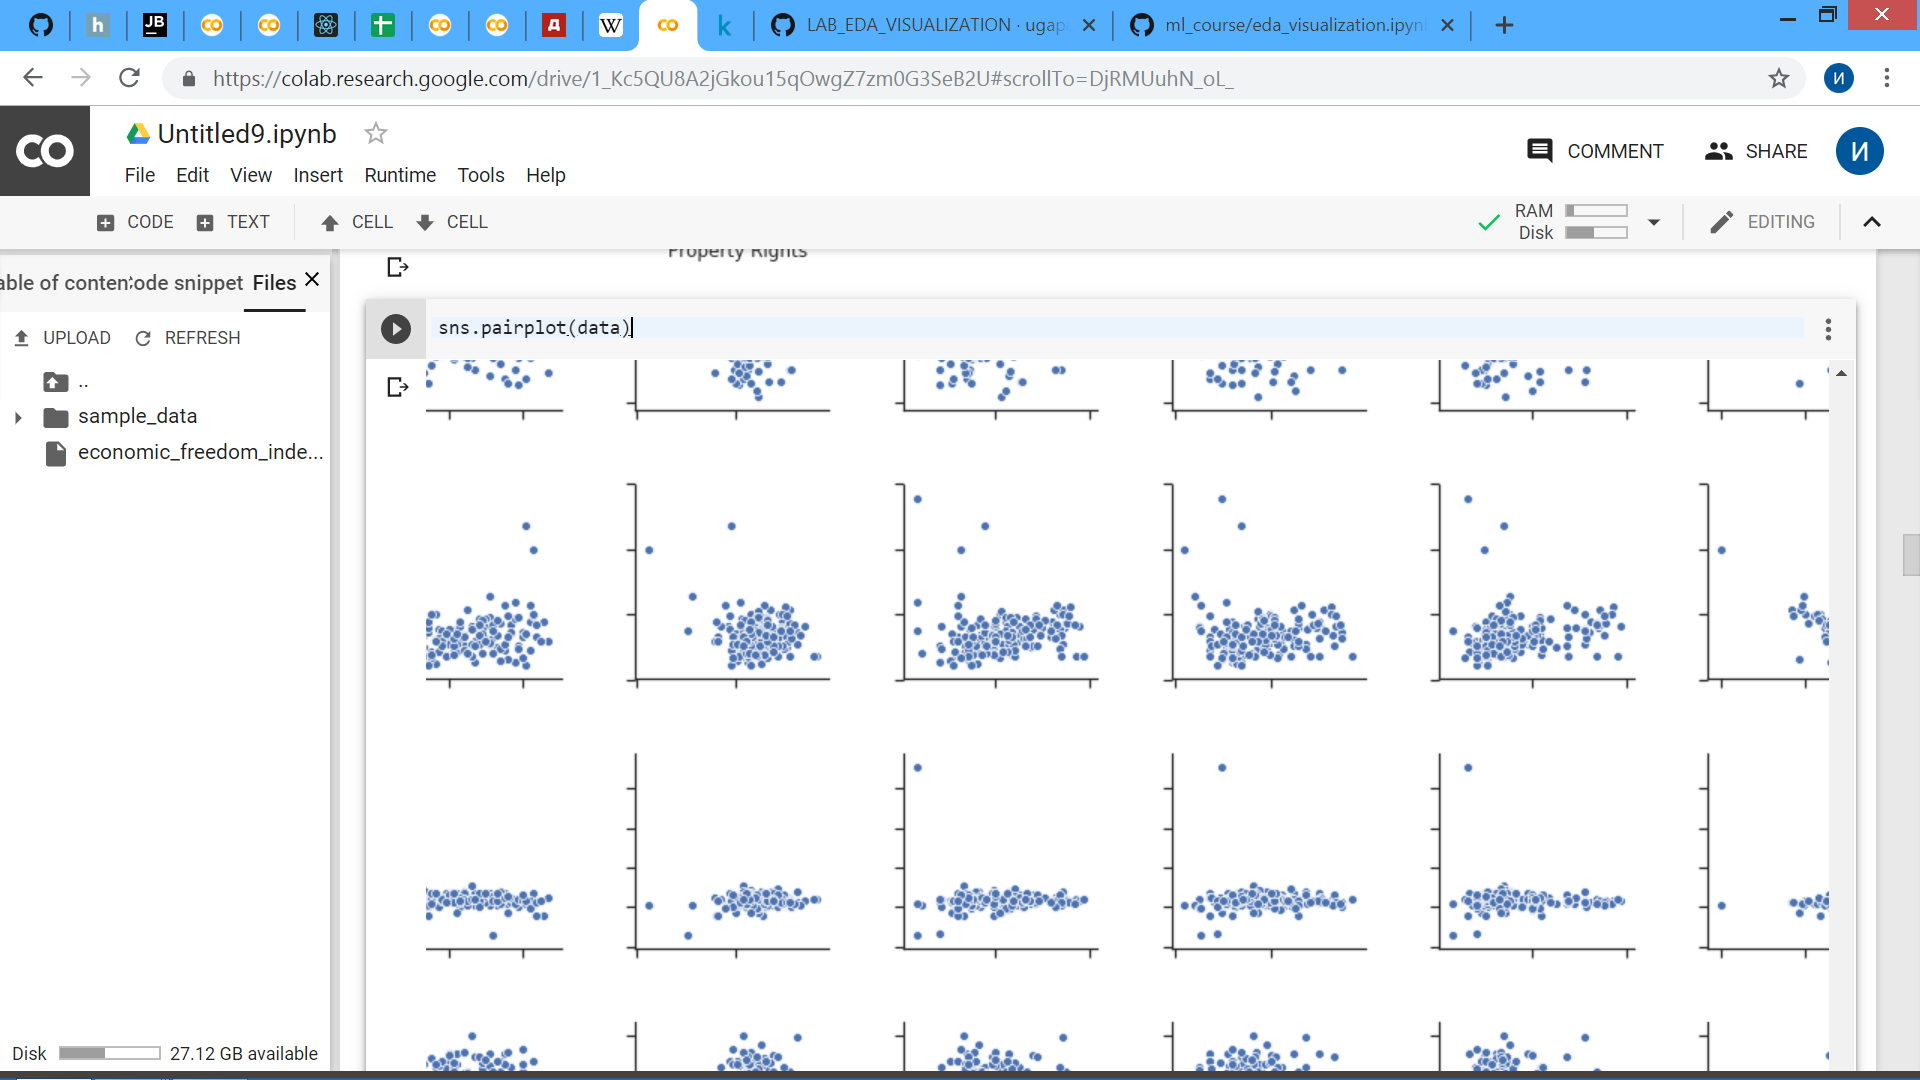 h
JB
A
W
k
LAB_EDA_VISUALIZATION · ugap
ml_course/eda_visualization.ipyn
https://colab.research.google.com/drive/1_Kc5QU8A2jGkou15qOwgZ7zm0G3SeB2U#scrollTo=DjRMUuhN_oL_
И
CO
Untitled9.ipynb
COMMENT
SHARE
И
File Edit View Insert Runtime Tools Help
CODE TEXT CELL CELL
RAM
Disk
EDITING
Property Rights
able of conten
ode snippet
Files
UPLOAD REFRESH
..
sample_data
economic_freedom_inde...
sns.pairplot(data)
Disk 27.12 GB available